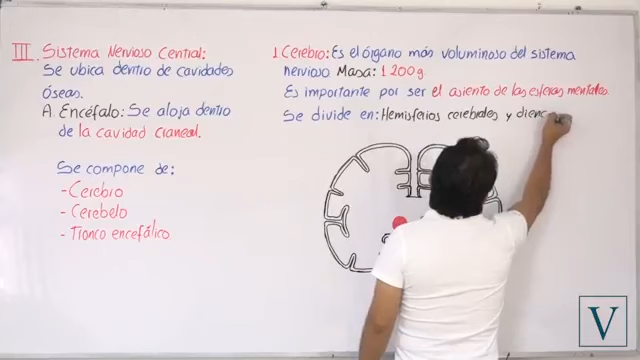 III. Sistema Nervioso Central:
Se ubica dentro de cavidades
óseas.
A. Encéfalo: Se aloja dentro
de la cavidad craneal.
Se compone de:
- Cerebro
- Cerebelo
- Tronco encefálico
1. Cerebro: Es el órgano más voluminoso del sistema
nervioso Masa: 1 200g.
Es importante por ser el asiento de las esferas mentales.
Se divide en: Hemisferios cerebrales y dienc
V